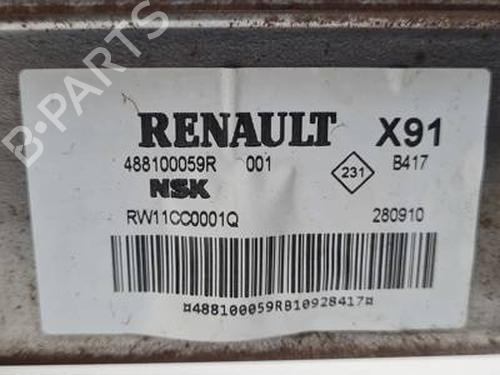 RENAULT X91
488100059R 001 231 B417
NSK
RW11CC0001Q 280910
¤488100059RB10928417¤
B-PARTS